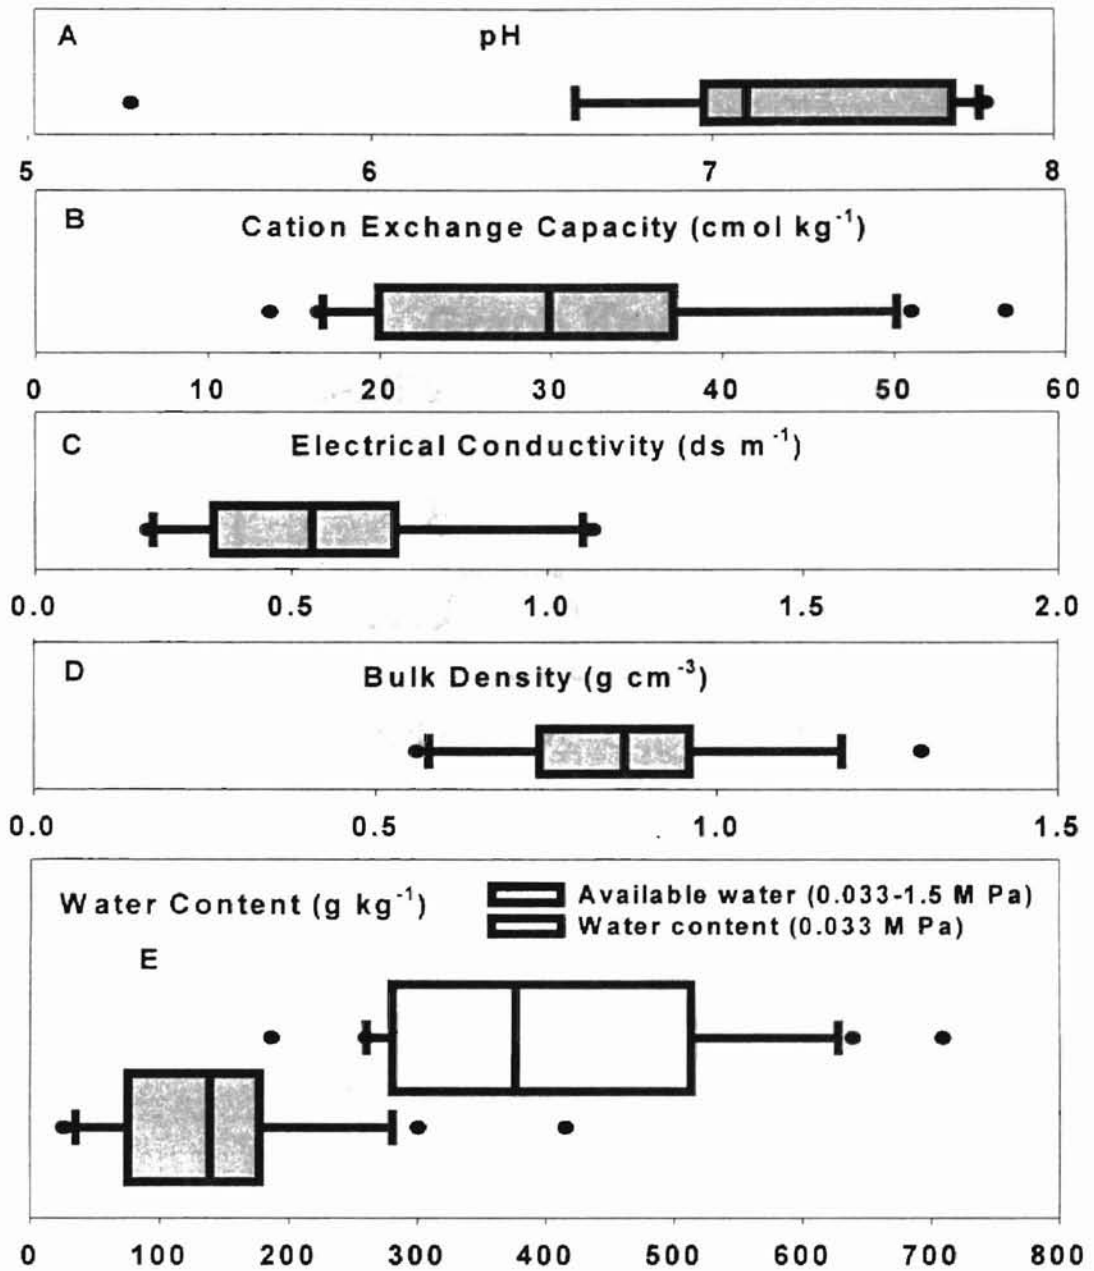 A pH
5 6 7 8
B Cation Exchange Capacity (cmol kg⁻¹)
0 10 20 30 40 50 60
C Electrical Conductivity (ds m⁻¹)
0.0 0.5 1.0 1.5 2.0
D Bulk Density (g cm⁻³)
0.0 0.5 1.0 1.5
Water Content (g kg⁻¹)
Available water (0.033-1.5 M Pa)
Water content (0.033 M Pa)
E
0 100 200 300 400 500 600 700 800